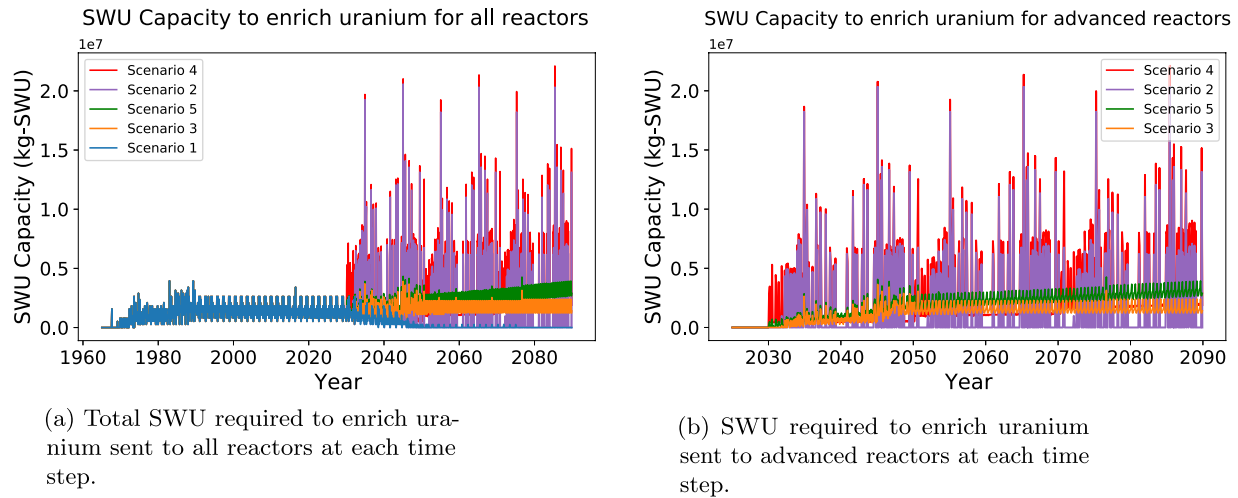 SWU Capacity to enrich uranium for all reactors
1e7
SWU Capacity (kg-SWU)
2.0
1.5
1.0
0.5
0.0
Scenario 4
Scenario 2
Scenario 5
Scenario 3
Scenario 1
1960 1980 2000 2020 2040 2060 2080
Year
(a) Total SWU required to enrich ura-
nium sent to all reactors at each time
step.
SWU Capacity to enrich uranium for advanced reactors
1e7
SWU Capacity (kg-SWU)
2.0
1.5
1.0
0.5
0.0
Scenario 4
Scenario 2
Scenario 5
Scenario 3
2030 2040 2050 2060 2070 2080 2090
Year
(b) SWU required to enrich uranium
sent to advanced reactors at each time
step.